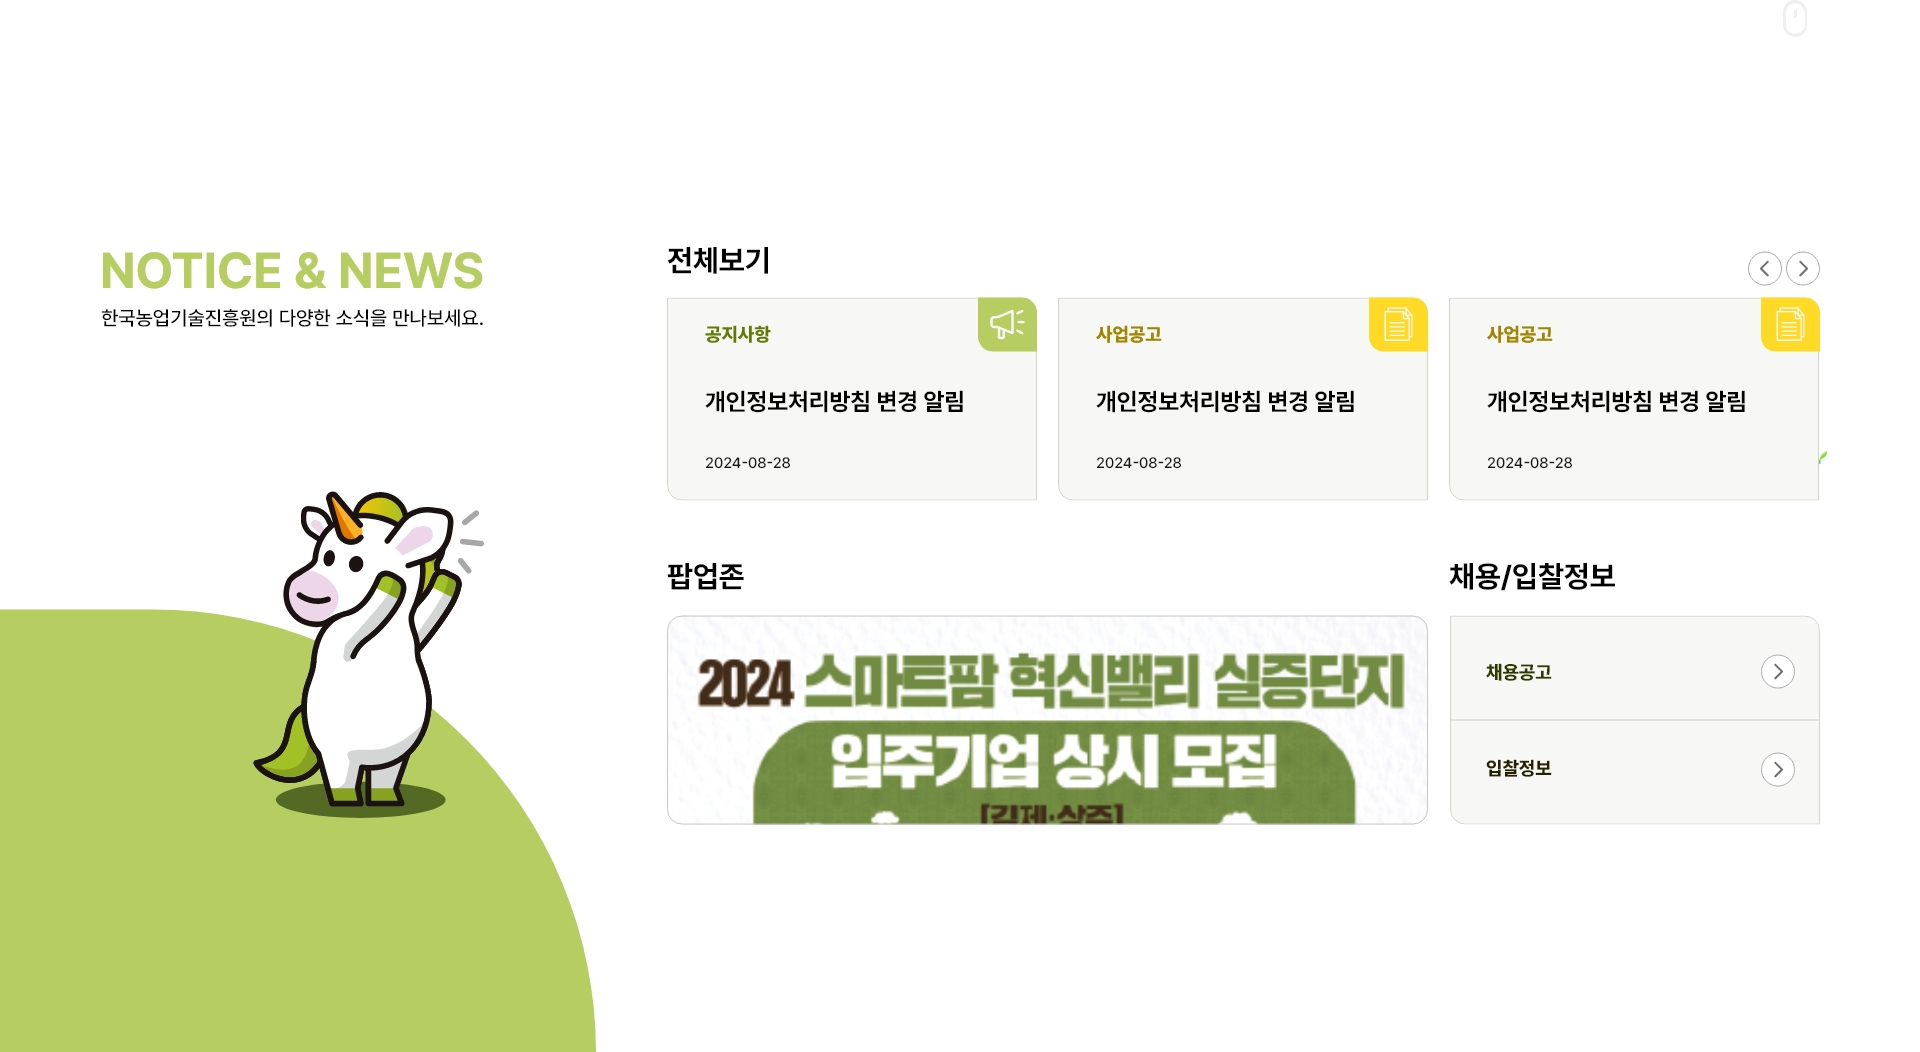 NOTICE & NEWS
한국농업기술진흥원의 다양한 소식을 만나보세요.
전체보기
공지사항
개인정보처리방침 변경 알림
2024-08-28
사업공고
개인정보처리방침 변경 알림
2024-08-28
사업공고
개인정보처리방침 변경 알림
2024-08-28
팝업존
2024 스마트팜 혁신밸리 실증단지
입주기업 상시 모집
[김제·상주]
채용/입찰정보
채용공고
입찰정보